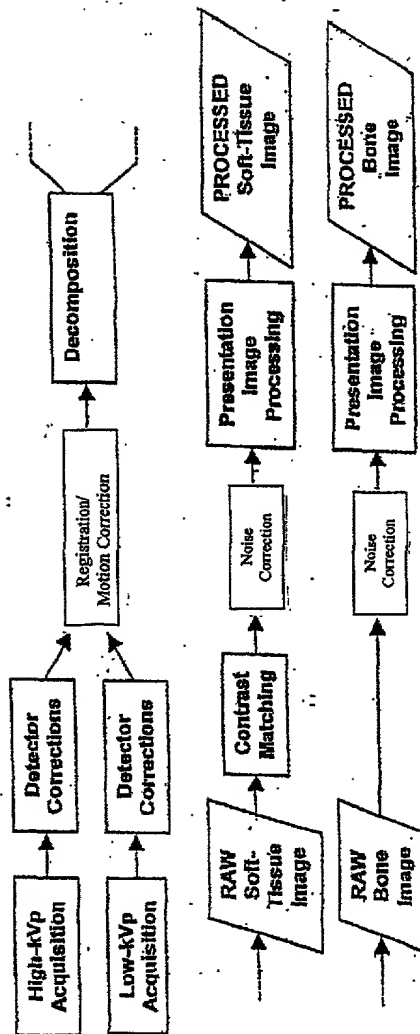 High-kVp
Acquisition
Detector
Corrections
Low-kVp
Acquisition
Detector
Corrections
Registration/
Motion Correction
Decomposition
RAW
Soft-
Tissue
Image
Contrast
Matching
Noise
Correction
Presentation
Image
Processing
PROCESSED
Soft-Tissue
Image
RAW
Bone
Image
Noise
Correction
Presentation
Image
Processing
PROCESSED
Bone
Image